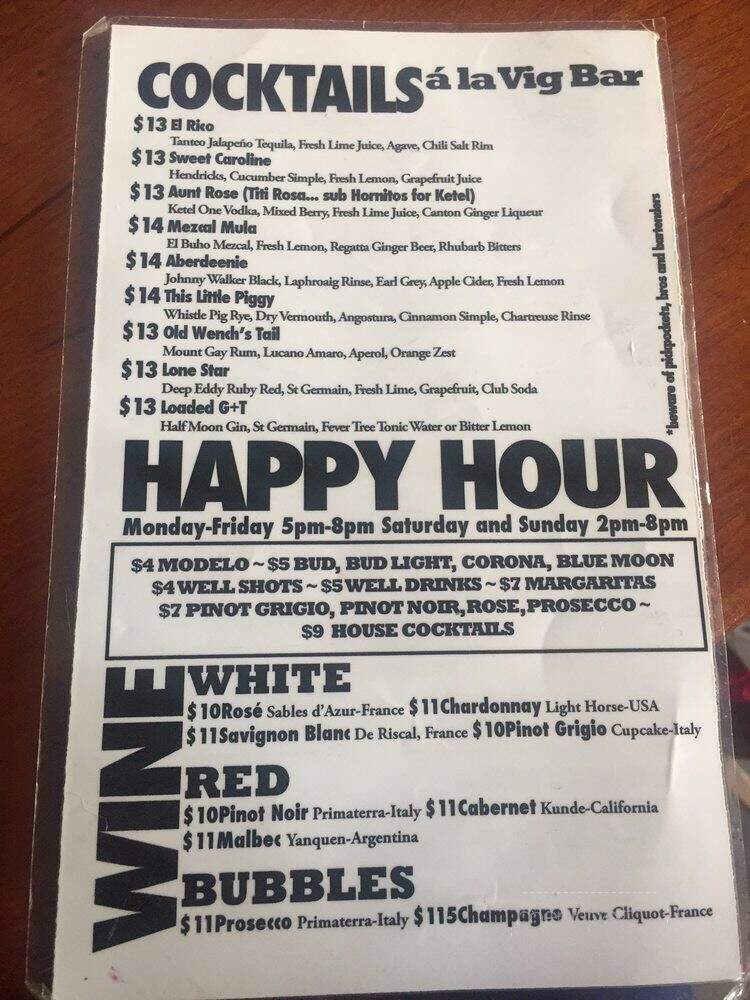 COCKTAILS á la Vig Bar
$13 El Rico
Tanteo Jalapeño Tequila, Fresh Lime Juice, Agave, Chili Salt Rim
$13 Sweet Caroline
Hendricks, Cucumber Simple, Fresh Lemon, Grapefruit Juice
$13 Aunt Rose (Titi Rosa... sub Hornitos for Ketel)
Ketel One Vodka, Mixed Berry, Fresh Lime Juice, Canton Ginger Liqueur
$14 Mezcal Mula
El Buho Mezcal, Fresh Lemon, Regatta Ginger Beer, Rhubarb Bitters
$14 Aberdeenie
Johnny Walker Black, Laphroaig Rinse, Earl Grey, Apple Cider, Fresh Lemon
$14 This Little Piggy
Whistle Pig Rye, Dry Vermouth, Angostura, Cinnamon Simple, Chartreuse Rinse
$13 Old Wench's Tail
Mount Gay Rum, Lucano Amaro, Aperol, Orange Zest
$13 Lone Star
Deep Eddy Ruby Red, St Germain, Fresh Lime, Grapefruit, Club Soda
$13 Loaded G+T
Half Moon Gin, St Germain, Fever Tree Tonic Water or Bitter Lemon
*beware of pickpockets, bros and bartenders
HAPPY HOUR
Monday-Friday 5pm-8pm Saturday and Sunday 2pm-8pm
$4 MODELO ~ $5 BUD, BUD LIGHT, CORONA, BLUE MOON
$4 WELL SHOTS ~ $5 WELL DRINKS ~ $7 MARGARITAS
$7 PINOT GRIGIO, PINOT NOIR, ROSE, PROSECCO ~
$9 HOUSE COCKTAILS
WINE
WHITE
$10Rosé Sables d'Azur-France $11Chardonnay Light Horse-USA
$11Savignon Blanc De Riscal, France $10Pinot Grigio Cupcake-Italy
RED
$10Pinot Noir Primaterra-Italy $11Cabernet Kunde-California
$11Malbec Yanquen-Argentina
BUBBLES
$11Prosecco Primaterra-Italy $115Champagne Veuve Cliquot-France